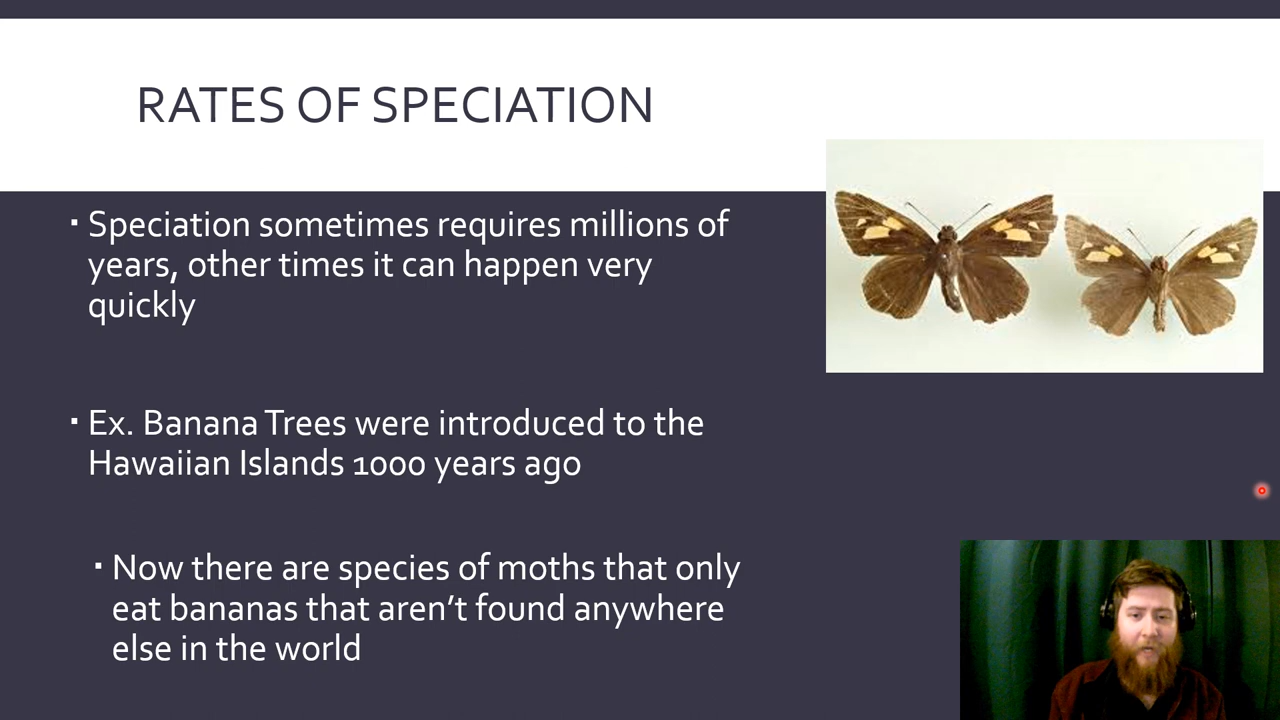 RATES OF SPECIATION
▪ Speciation sometimes requires millions of
years, other times it can happen very
quickly
▪ Ex. Banana Trees were introduced to the
Hawaiian Islands 1000 years ago
▪ Now there are species of moths that only
eat bananas that aren’t found anywhere
else in the world